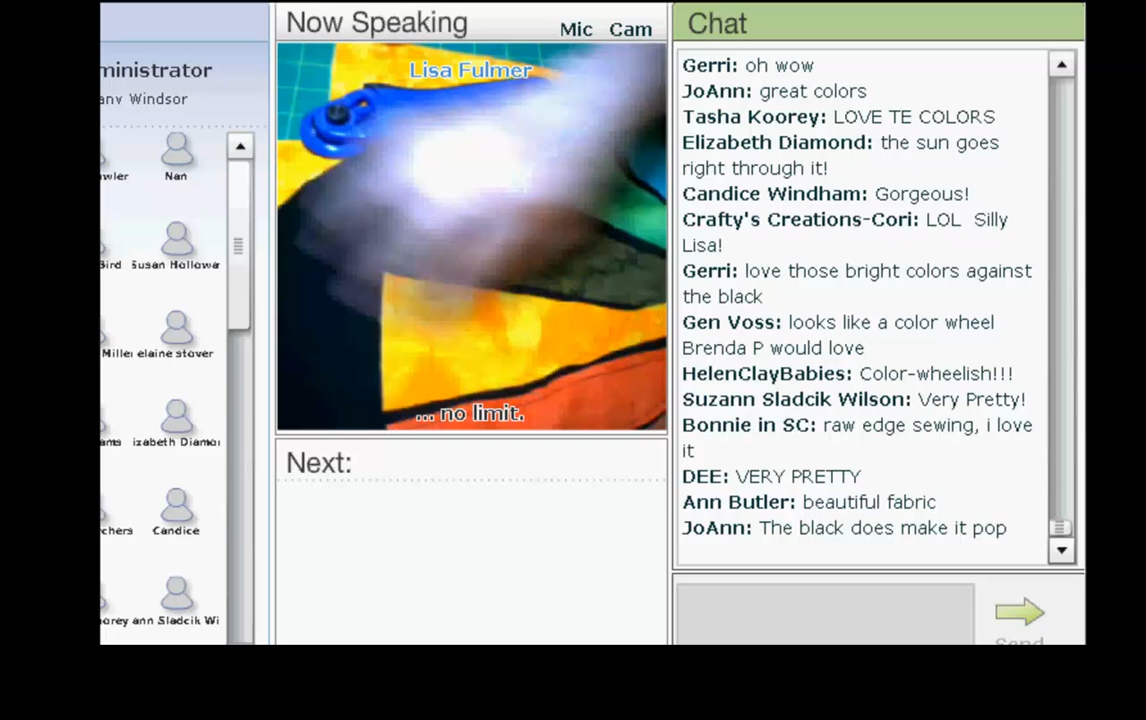 ministrator
Windsor
Nan
Bird
Susan Hollowa
Miller
elaine stover
ams
izabeth Diamo
chers
Candice
orey
ann Sladcik Wi
Now Speaking
Mic Cam
Lisa Fulmer
... no limit.
Next:
Chat
Gerri: oh wow
JoAnn: great colors
Tasha Koorey: LOVE TE COLORS
Elizabeth Diamond: the sun goes
right through it!
Candice Windham: Gorgeous!
Crafty's Creations-Cori: LOL Silly
Lisa!
Gerri: love those bright colors against
the black
Gen Voss: looks like a color wheel
Brenda P would love
HelenClayBabies: Color-wheelish!!!
Suzann Sladcik Wilson: Very Pretty!
Bonnie in SC: raw edge sewing, i love
it
DEE: VERY PRETTY
Ann Butler: beautiful fabric
JoAnn: The black does make it pop
Send